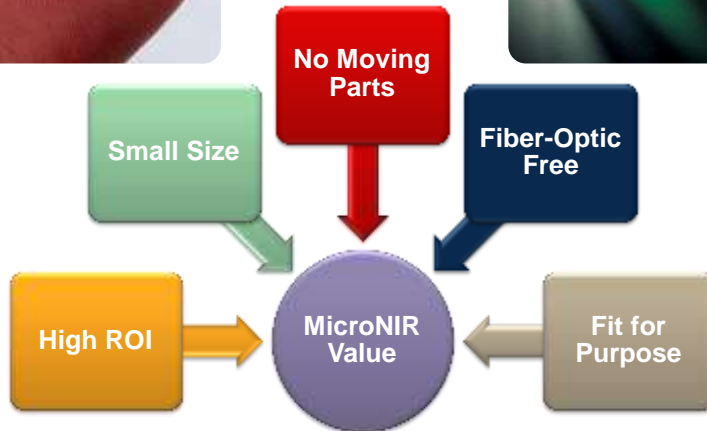 No Moving
Parts
Small Size
Fiber-Optic
Free
High ROI
MicroNIR
Value
Fit for
Purpose